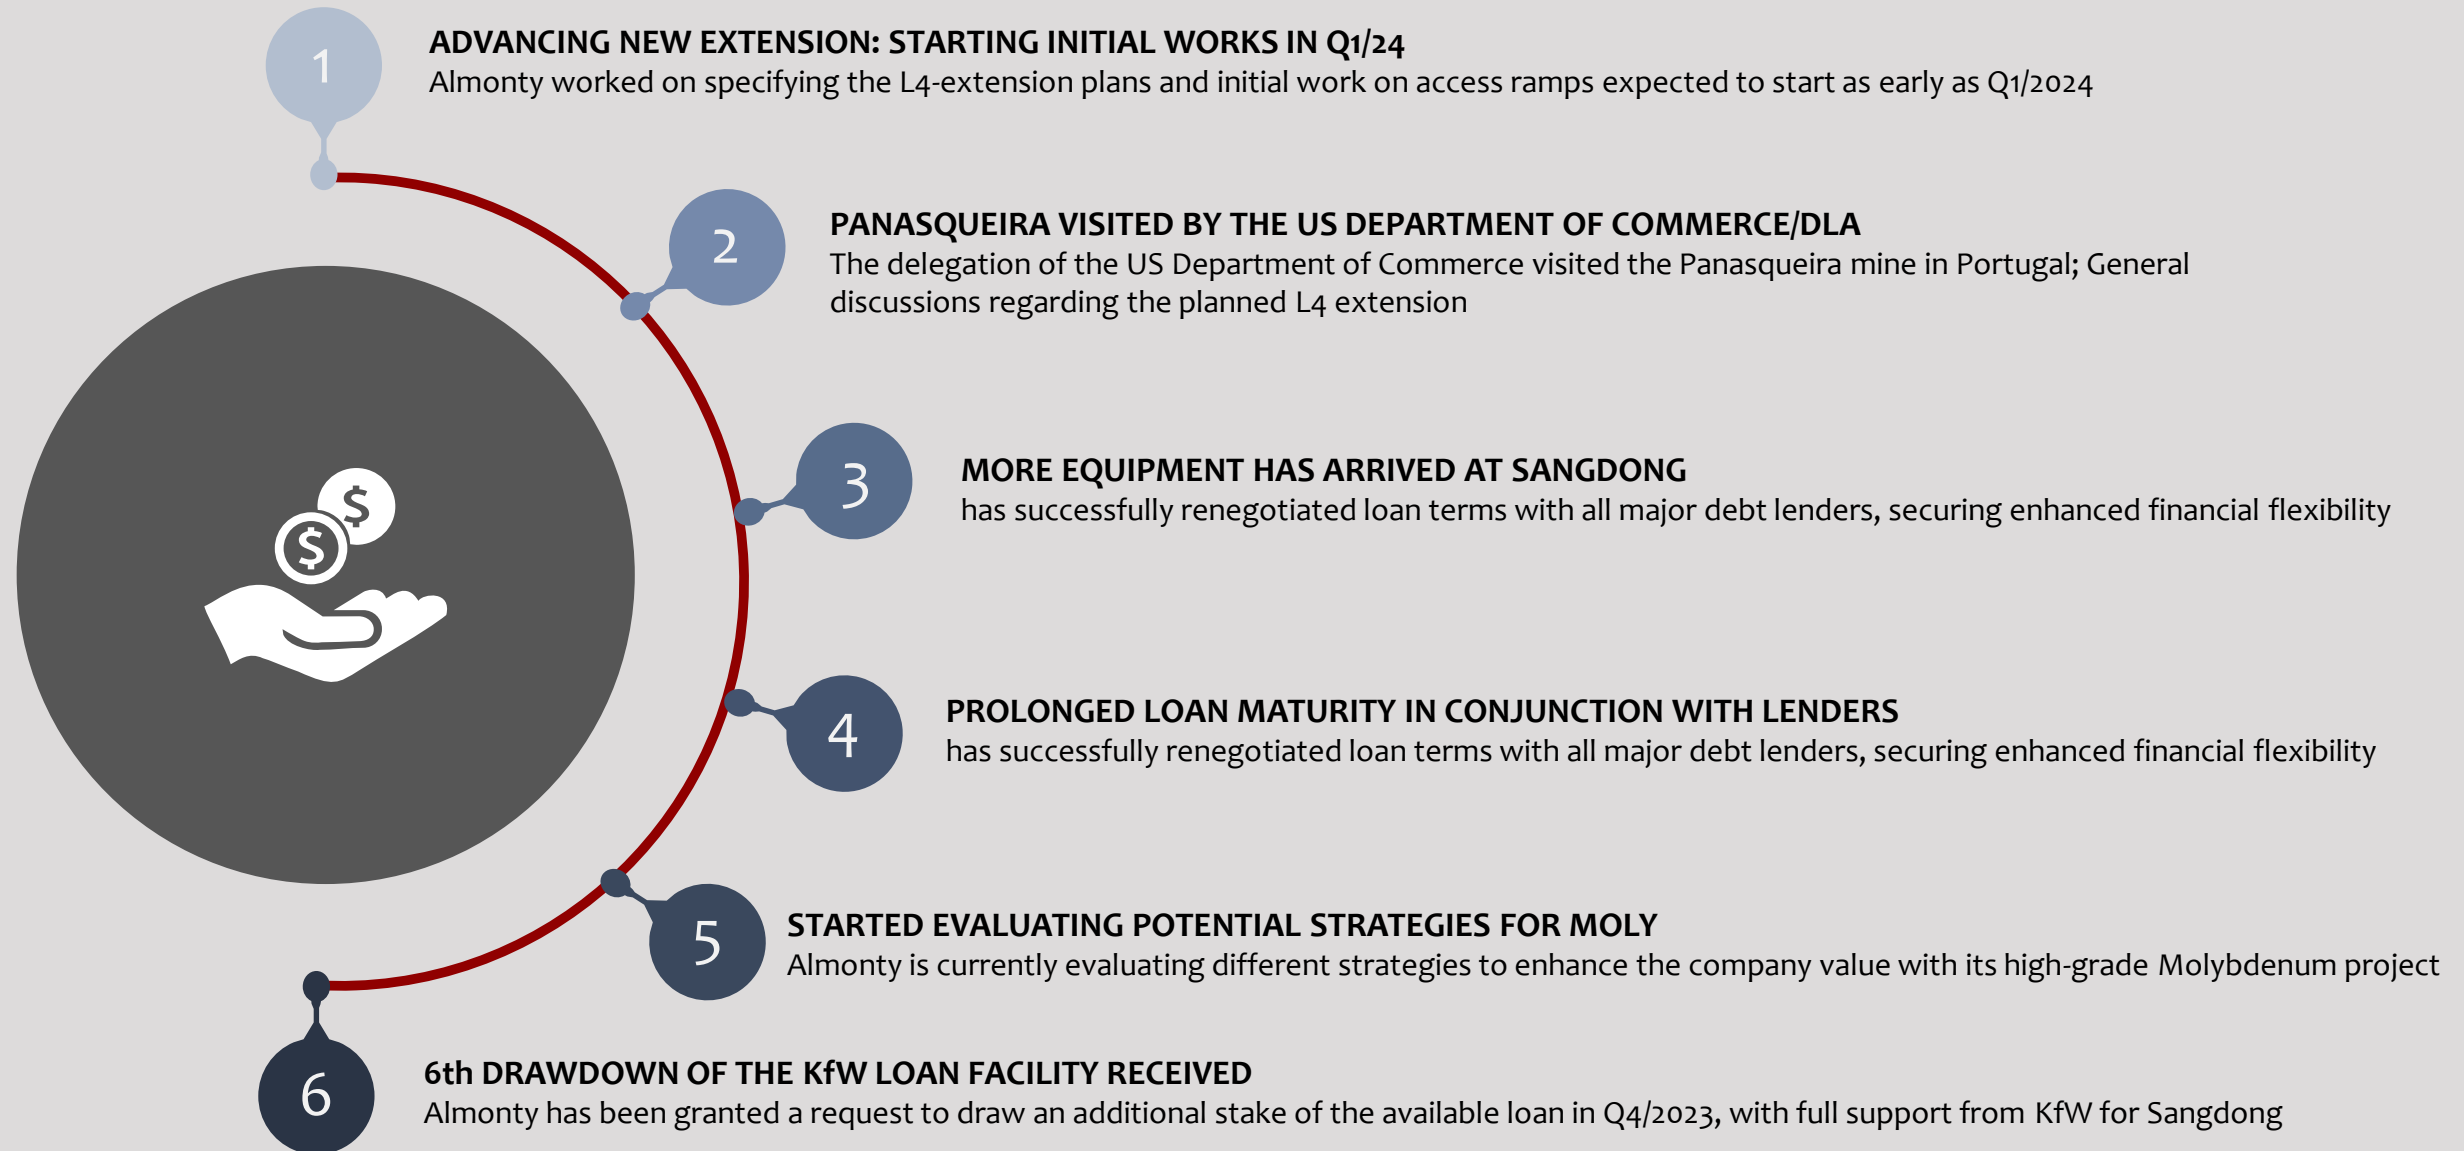 1
ADVANCING NEW EXTENSION: STARTING INITIAL WORKS IN Q1/24
Almonty worked on specifying the L4-extension plans and initial work on access ramps expected to start as early as Q1/2024
2
PANASQUEIRA VISITED BY THE US DEPARTMENT OF COMMERCE/DLA
The delegation of the US Department of Commerce visited the Panasqueira mine in Portugal; General
discussions regarding the planned L4 extension
3
MORE EQUIPMENT HAS ARRIVED AT SANGDONG
has successfully renegotiated loan terms with all major debt lenders, securing enhanced financial flexibility
$
$
4
PROLONGED LOAN MATURITY IN CONJUNCTION WITH LENDERS
has successfully renegotiated loan terms with all major debt lenders, securing enhanced financial flexibility
5
STARTED EVALUATING POTENTIAL STRATEGIES FOR MOLY
Almonty is currently evaluating different strategies to enhance the company value with its high-grade Molybdenum project
6
6th DRAWDOWN OF THE KfW LOAN FACILITY RECEIVED
Almonty has been granted a request to draw an additional stake of the available loan in Q4/2023, with full support from KfW for Sangdong